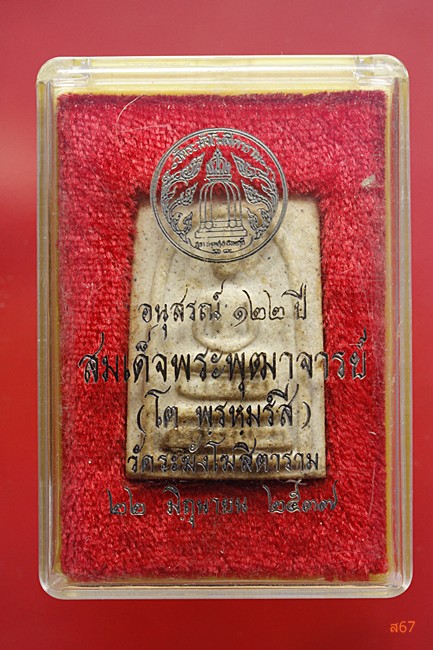 อนุสรณ์ ๑๒๒ ปี
สมเด็จพระพุฒาจารย์
(โต พรหฺมรํสี)
วัดระฆังโฆสิตาราม
๒๒ มิถุนายน ๒๕๓๗
ส67